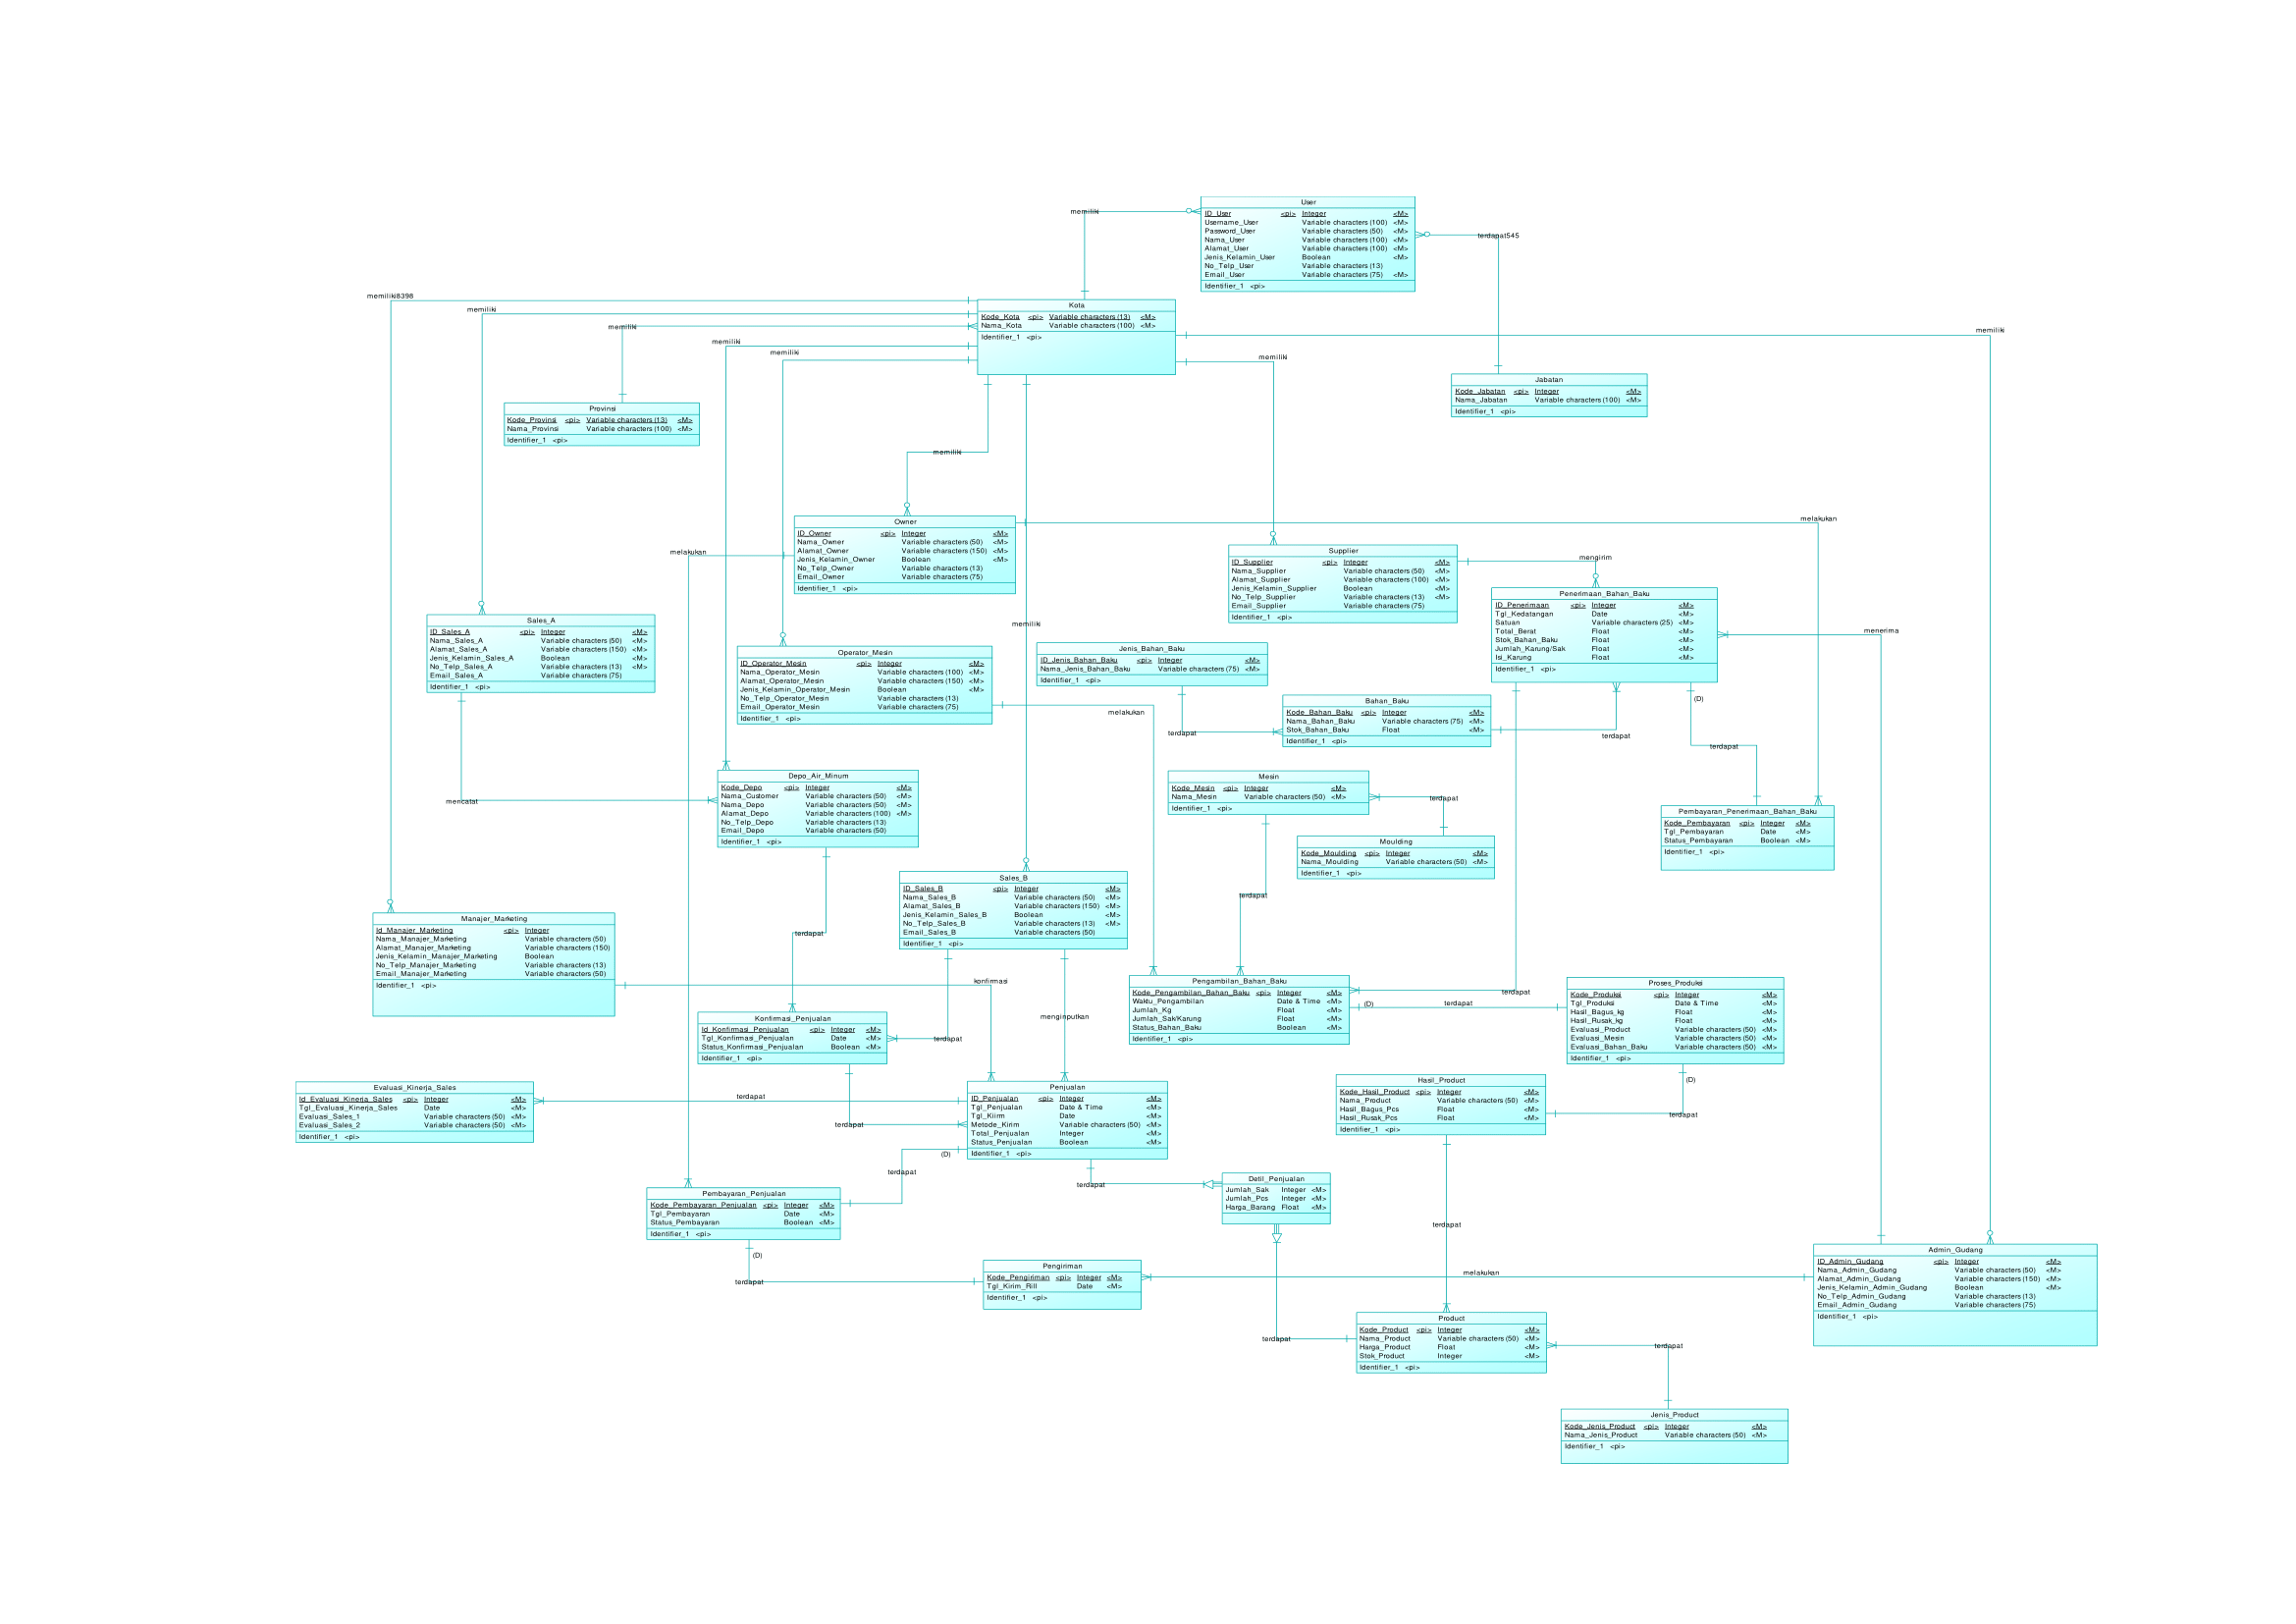 User
ID_User <pi> Integer <M>
Username_User Variable characters (100) <M>
Password_User Variable characters (50) <M>
Nama_User Variable characters (100) <M>
Alamat_User Variable characters (100) <M>
Jenis_Kelamin_User Boolean <M>
No_Telp_User Variable characters (13)
Email_User Variable characters (75) <M>
Identifier_1 <pi>
memiliki
terdapat545
memiliki8398
memiliki
memiliki
memiliki
memiliki
Kota
Kode_Kota <pi> Variable characters (13) <M>
Nama_Kota Variable characters (100) <M>
Identifier_1 <pi>
memiliki
memiliki
Jabatan
Kode_Jabatan <pi> Integer <M>
Nama_Jabatan Variable characters (100) <M>
Identifier_1 <pi>
Provinsi
Kode_Provinsi <pi> Variable characters (13) <M>
Nama_Provinsi Variable characters (100) <M>
Identifier_1 <pi>
memiliki
Owner
ID_Owner <pi> Integer <M>
Nama_Owner Variable characters (50) <M>
Alamat_Owner Variable characters (150) <M>
Jenis_Kelamin_Owner Boolean <M>
No_Telp_Owner Variable characters (13)
Email_Owner Variable characters (75)
Identifier_1 <pi>
melakukan
melakukan
Supplier
ID_Supplier <pi> Integer <M>
Nama_Supplier Variable characters (50) <M>
Alamat_Supplier Variable characters (100) <M>
Jenis_Kelamin_Supplier Boolean <M>
No_Telp_Supplier Variable characters (13) <M>
Email_Supplier Variable characters (75)
Identifier_1 <pi>
mengirim
Penerimaan_Bahan_Baku
ID_Penerimaan <pi> Integer <M>
Tgl_Kedatangan Date <M>
Satuan Variable characters (25) <M>
Total_Berat Float <M>
Stok_Bahan_Baku Float <M>
Jumlah_Karung/Sak Float <M>
Isi_Karung Float <M>
Identifier_1 <pi>
menerima
Sales_A
ID_Sales_A <pi> Integer <M>
Nama_Sales_A Variable characters (50) <M>
Alamat_Sales_A Variable characters (150) <M>
Jenis_Kelamin_Sales_A Boolean <M>
No_Telp_Sales_A Variable characters (13) <M>
Email_Sales_A Variable characters (75)
Identifier_1 <pi>
memiliki
Operator_Mesin
ID_Operator_Mesin <pi> Integer <M>
Nama_Operator_Mesin Variable characters (100) <M>
Alamat_Operator_Mesin Variable characters (150) <M>
Jenis_Kelamin_Operator_Mesin Boolean <M>
No_Telp_Operator_Mesin Variable characters (13)
Email_Operator_Mesin Variable characters (75)
Identifier_1 <pi>
Jenis_Bahan_Baku
ID_Jenis_Bahan_Baku <pi> Integer <M>
Nama_Jenis_Bahan_Baku Variable characters (75) <M>
Identifier_1 <pi>
melakukan
terdapat
Bahan_Baku
Kode_Bahan_Baku <pi> Integer <M>
Nama_Bahan_Baku Variable characters (75) <M>
Stok_Bahan_Baku Float <M>
Identifier_1 <pi>
terdapat
(D)
terdapat
Depo_Air_Minum
Kode_Depo <pi> Integer <M>
Nama_Customer Variable characters (50) <M>
Nama_Depo Variable characters (50) <M>
Alamat_Depo Variable characters (100) <M>
No_Telp_Depo Variable characters (13)
Email_Depo Variable characters (50)
Identifier_1 <pi>
mencatat
Mesin
Kode_Mesin <pi> Integer <M>
Nama_Mesin Variable characters (50) <M>
Identifier_1 <pi>
terdapat
Pembayaran_Penerimaan_Bahan_Baku
Kode_Pembayaran <pi> Integer <M>
Tgl_Pembayaran Date <M>
Status_Pembayaran Boolean <M>
Identifier_1 <pi>
Moulding
Kode_Moulding <pi> Integer <M>
Nama_Moulding Variable characters (50) <M>
Identifier_1 <pi>
Sales_B
ID_Sales_B <pi> Integer <M>
Nama_Sales_B Variable characters (50) <M>
Alamat_Sales_B Variable characters (150) <M>
Jenis_Kelamin_Sales_B Boolean <M>
No_Telp_Sales_B Variable characters (13) <M>
Email_Sales_B Variable characters (50)
Identifier_1 <pi>
terdapat
Manajer_Marketing
Id_Manajer_Marketing <pi> Integer
Nama_Manajer_Marketing Variable characters (50)
Alamat_Manajer_Marketing Variable characters (150)
Jenis_Kelamin_Manajer_Marketing Boolean
No_Telp_Manajer_Marketing Variable characters (13)
Email_Manajer_Marketing Variable characters (50)
Identifier_1 <pi>
terdapat
konfirmasi
Pengambilan_Bahan_Baku
Kode_Pengambilan_Bahan_Baku <pi> Integer <M>
Waktu_Pengambilan Date & Time <M>
Jumlah_Kg Float <M>
Jumlah_Sak/Karung Float <M>
Status_Bahan_Baku Boolean <M>
Identifier_1 <pi>
terdapat
(D) terdapat
Proses_Produksi
Kode_Produksi <pi> Integer <M>
Tgl_Produksi Date & Time <M>
Hasil_Bagus_kg Float <M>
Hasil_Rusak_kg Float <M>
Evaluasi_Product Variable characters (50) <M>
Evaluasi_Mesin Variable characters (50) <M>
Evaluasi_Bahan_Baku Variable characters (50) <M>
Identifier_1 <pi>
Konfirmasi_Penjualan
Id_Konfirmasi_Penjualan <pi> Integer <M>
Tgl_Konfirmasi_Penjualan Date <M>
Status_Konfirmasi_Penjualan Boolean <M>
Identifier_1 <pi>
terdapat
menginputkan
Evaluasi_Kinerja_Sales
Id_Evaluasi_Kinerja_Sales <pi> Integer <M>
Tgl_Evaluasi_Kinerja_Sales Date <M>
Evaluasi_Sales_1 Variable characters (50) <M>
Evaluasi_Sales_2 Variable characters (50) <M>
Identifier_1 <pi>
terdapat
terdapat
Penjualan
ID_Penjualan <pi> Integer <M>
Tgl_Penjualan Date & Time <M>
Tgl_Kiirm Date <M>
Metode_Kirim Variable characters (50) <M>
Total_Penjualan Integer <M>
Status_Penjualan Boolean <M>
Identifier_1 <pi>
Hasil_Product
Kode_Hasil_Product <pi> Integer <M>
Nama_Product Variable characters (50) <M>
Hasil_Bagus_Pcs Float <M>
Hasil_Rusak_Pcs Float <M>
Identifier_1 <pi>
(D)
terdapat
(D)
terdapat
terdapat
Detil_Penjualan
Jumlah_Sak Integer <M>
Jumlah_Pcs Integer <M>
Harga_Barang Float <M>
Pembayaran_Penjualan
Kode_Pembayaran_Penjualan <pi> Integer <M>
Tgl_Pembayaran Date <M>
Status_Pembayaran Boolean <M>
Identifier_1 <pi>
terdapat
(D)
terdapat
Pengiriman
Kode_Pengiriman <pi> Integer <M>
Tgl_Kirim_Riil Date <M>
Identifier_1 <pi>
melakukan
Admin_Gudang
ID_Admin_Gudang <pi> Integer <M>
Nama_Admin_Gudang Variable characters (50) <M>
Alamat_Admin_Gudang Variable characters (150) <M>
Jenis_Kelamin_Admin_Gudang Boolean <M>
No_Telp_Admin_Gudang Variable characters (13)
Email_Admin_Gudang Variable characters (75)
Identifier_1 <pi>
terdapat
Product
Kode_Product <pi> Integer <M>
Nama_Product Variable characters (50) <M>
Harga_Product Float <M>
Stok_Product Integer <M>
Identifier_1 <pi>
terdapat
Jenis_Product
Kode_Jenis_Product <pi> Integer <M>
Nama_Jenis_Product Variable characters (50) <M>
Identifier_1 <pi>